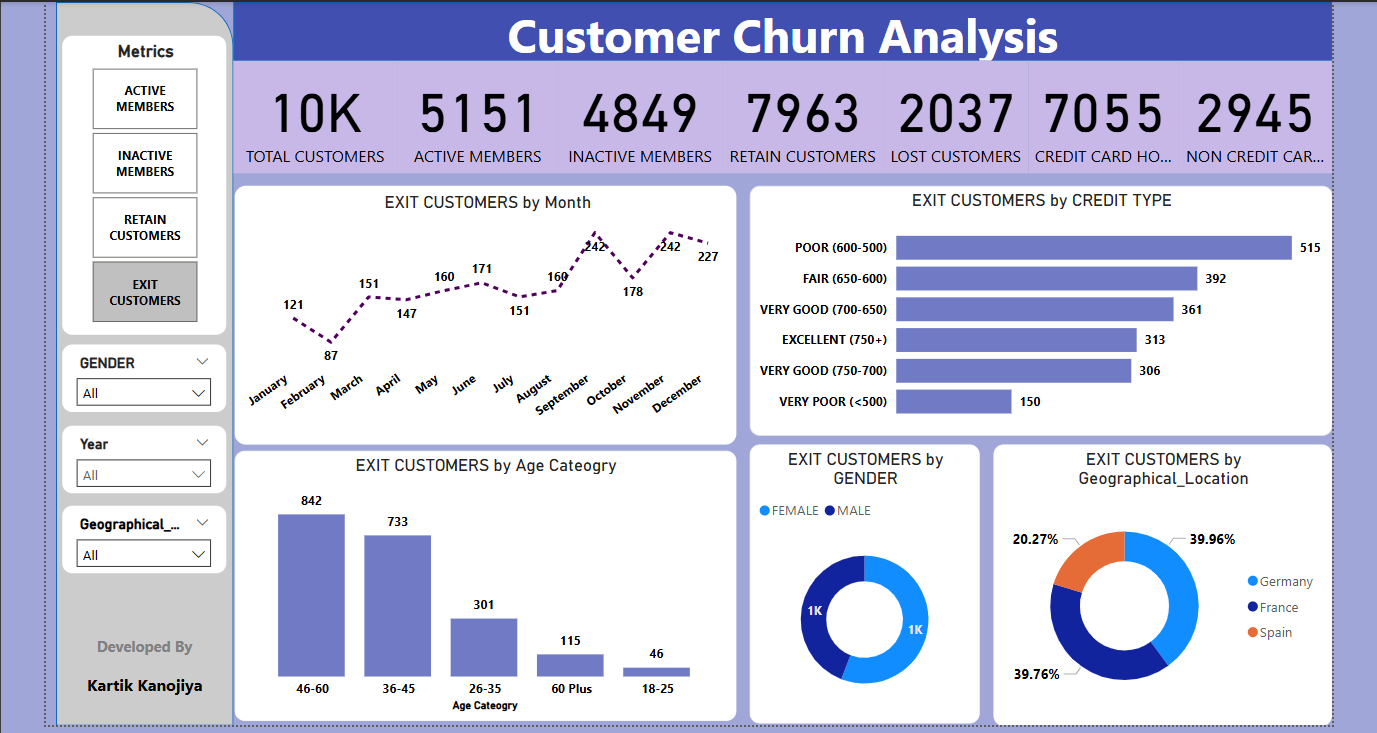 Customer Churn Analysis
Metrics
ACTIVE
MEMBERS
INACTIVE
MEMBERS
RETAIN
CUSTOMERS
EXIT
CUSTOMERS
GENDER
All
Year
All
Geographical_...
All
Developed By
Kartik Kanojiya
10K
TOTAL CUSTOMERS
5151
ACTIVE MEMBERS
4849
INACTIVE MEMBERS
7963
RETAIN CUSTOMERS
2037
LOST CUSTOMERS
7055
CREDIT CARD HO...
2945
NON CREDIT CAR...
EXIT CUSTOMERS by Month
121
87
151
147
160
171
151
160
242
178
242
227
January
February
March
April
May
June
July
August
September
October
November
December
EXIT CUSTOMERS by CREDIT TYPE
POOR (600-500) 515
FAIR (650-600) 392
VERY GOOD (700-650) 361
EXCELLENT (750+) 313
VERY GOOD (750-700) 306
VERY POOR (<500) 150
EXIT CUSTOMERS by Age Cateogry
842
733
301
115
46
46-60
36-45
26-35
60 Plus
18-25
Age Cateogry
EXIT CUSTOMERS by
GENDER
FEMALE MALE
1K
1K
EXIT CUSTOMERS by
Geographical_Location
20.27%
39.96%
39.76%
Germany
France
Spain